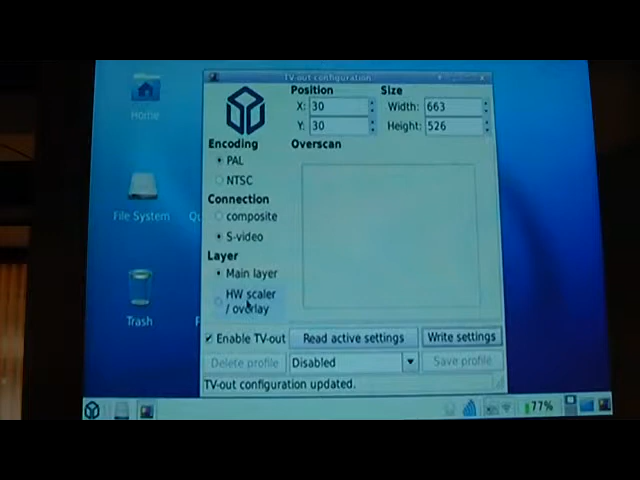 TV-out configuration
Position
Size
X: 30
Width: 663
Y: 30
Height: 526
Encoding
Overscan
PAL
NTSC
Connection
composite
S-video
Layer
Main layer
HW scaler
/ overlay
Enable TV-out
Read active settings
Write settings
Delete profile
Disabled
Save profile
TV-out configuration updated.
Home
File System
Trash
77%